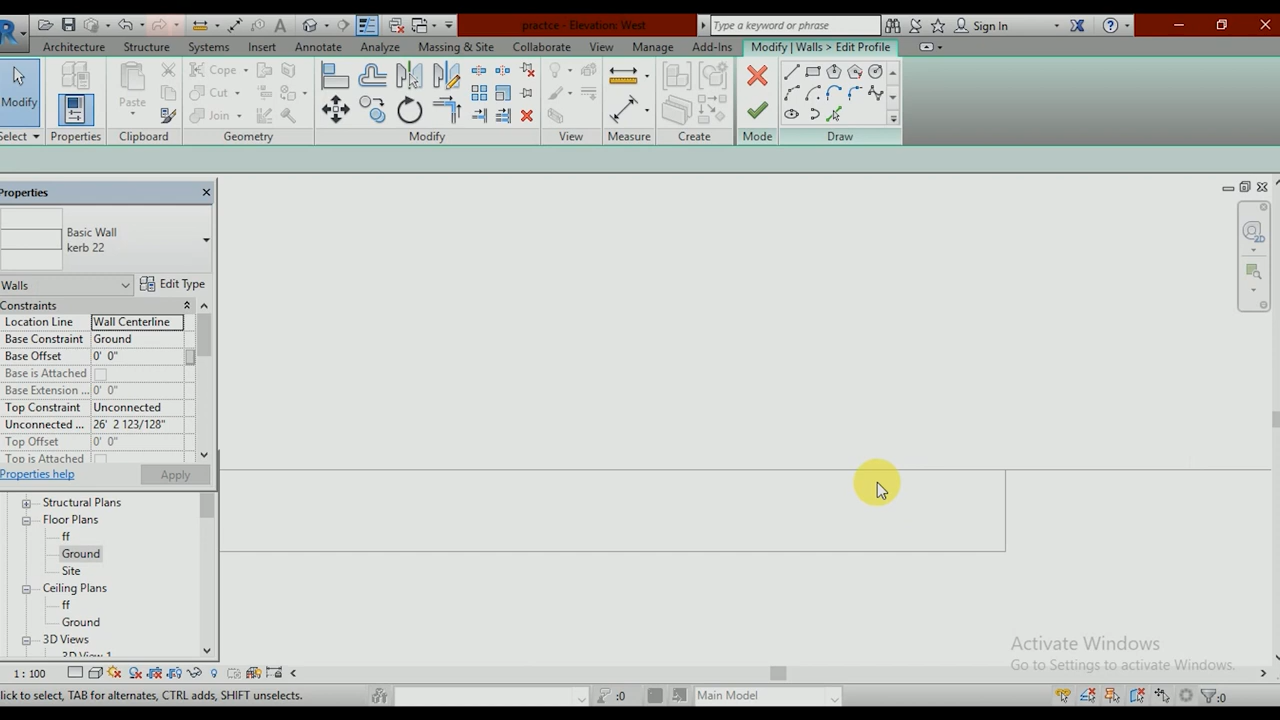 practce - Elevation: West
Type a keyword or phrase
Sign In
Architecture Structure Systems Insert Annotate Analyze Massing & Site Collaborate View Manage Add-Ins Modify | Walls > Edit Profile
Modify
Paste
Cope
Cut
Join
Select Properties Clipboard Geometry Modify View Measure Create Mode Draw
Properties
Basic Wall
kerb 22
Walls
Edit Type
Constraints
Location Line Wall Centerline
Base Constraint Ground
Base Offset 0' 0"
Base is Attached
Base Extension ... 0' 0"
Top Constraint Unconnected
Unconnected ... 26' 2 123/128"
Top Offset 0' 0"
Top is Attached
Properties help
Apply
Structural Plans
Floor Plans
ff
Ground
Site
Ceiling Plans
ff
Ground
3D Views
3D View 1
Activate Windows
Go to Settings to activate Windows.
1 : 100
lick to select, TAB for alternates, CTRL adds, SHIFT unselects.
:0
Main Model
:0